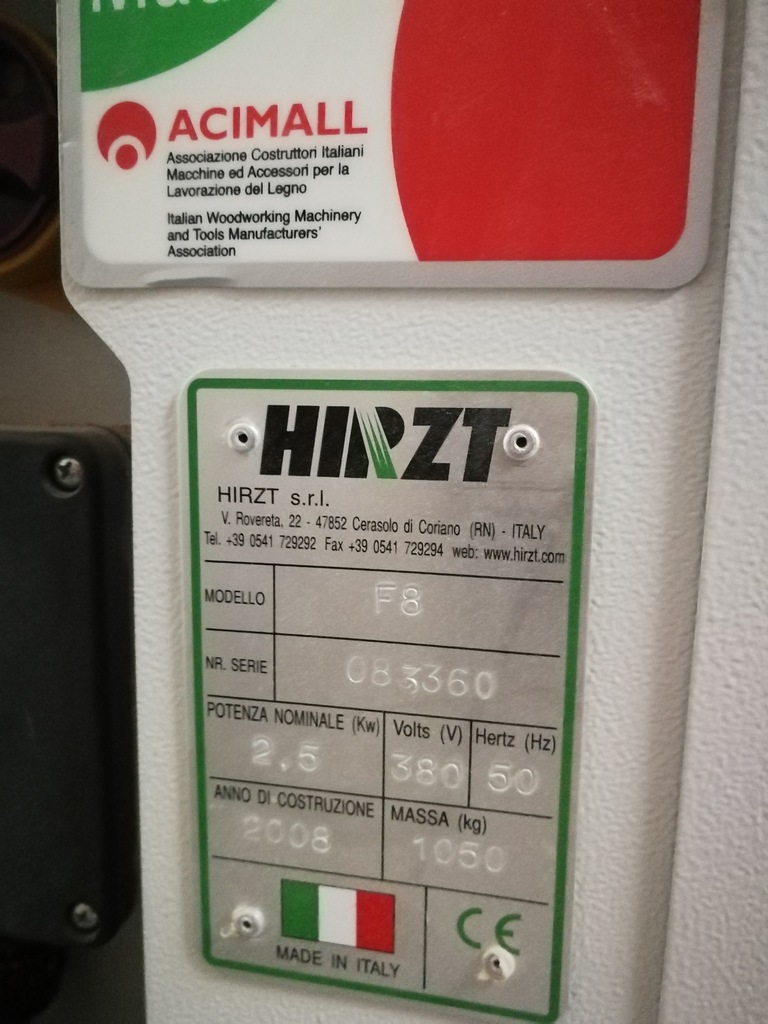 ACIMALL
Associazione Costruttori Italiani
Macchine ed Accessori per la
Lavorazione del Legno
Italian Woodworking Machinery
and Tools Manufacturers'
Association
HIRZT
HIRZT s.r.l.
V. Rovereta, 22 - 47852 Cerasolo di Coriano (RN) - ITALY
Tel. +39 0541 729292 Fax +39 0541 729294 web: www.hirzt.com
MODELLO F8
NR. SERIE 083360
POTENZA NOMINALE (Kw) Volts (V) Hertz (Hz)
2.5 380 50
ANNO DI COSTRUZIONE MASSA (kg)
2008 1050
MADE IN ITALY
CE